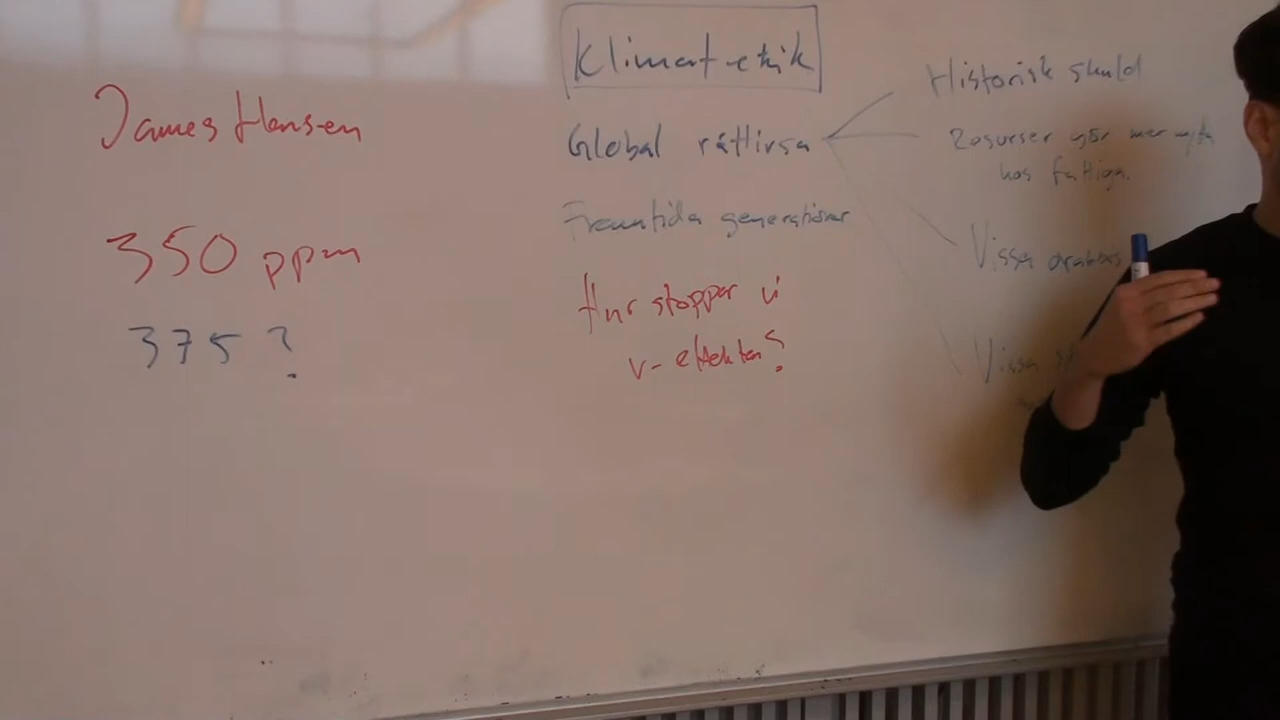 James Hansen
350 ppm
375?
Klimatetik
Global rättvisa
Framtida generationer
Hur stoppar vi
v-effekten?
Historisk skuld
Resurser gör mer nytta
hos fattiga.
Vissa drabbas
Vissa